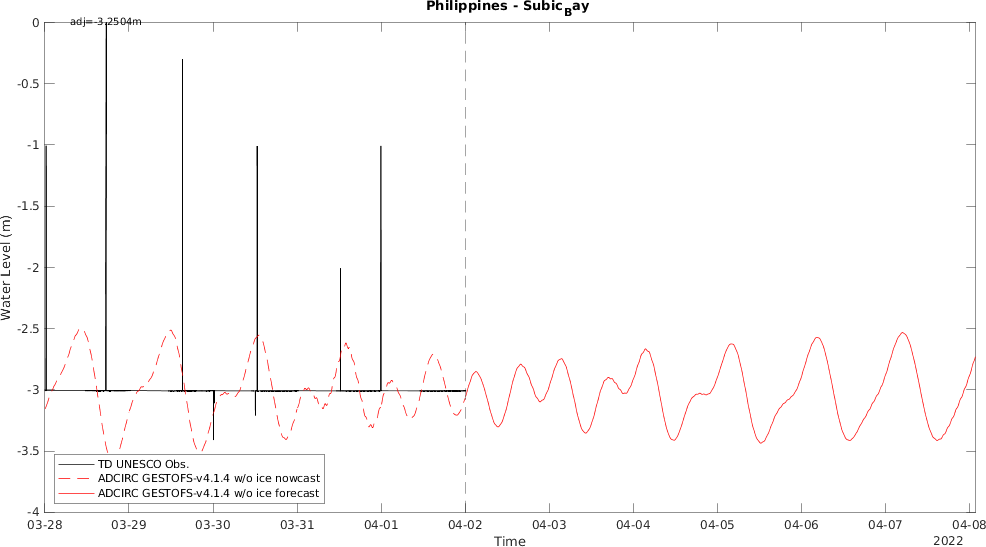 Philippines - Subic_Bay
adj=-3.2504m
0
-0.5
-1
-1.5
-2
-2.5
-3
-3.5
-4
Water Level (m)
TD UNESCO Obs.
ADCIRC GESTOFS-v4.1.4 w/o ice nowcast
ADCIRC GESTOFS-v4.1.4 w/o ice forecast
03-28 03-29 03-30 03-31 04-01 04-02 04-03 04-04 04-05 04-06 04-07 04-08
Time
2022